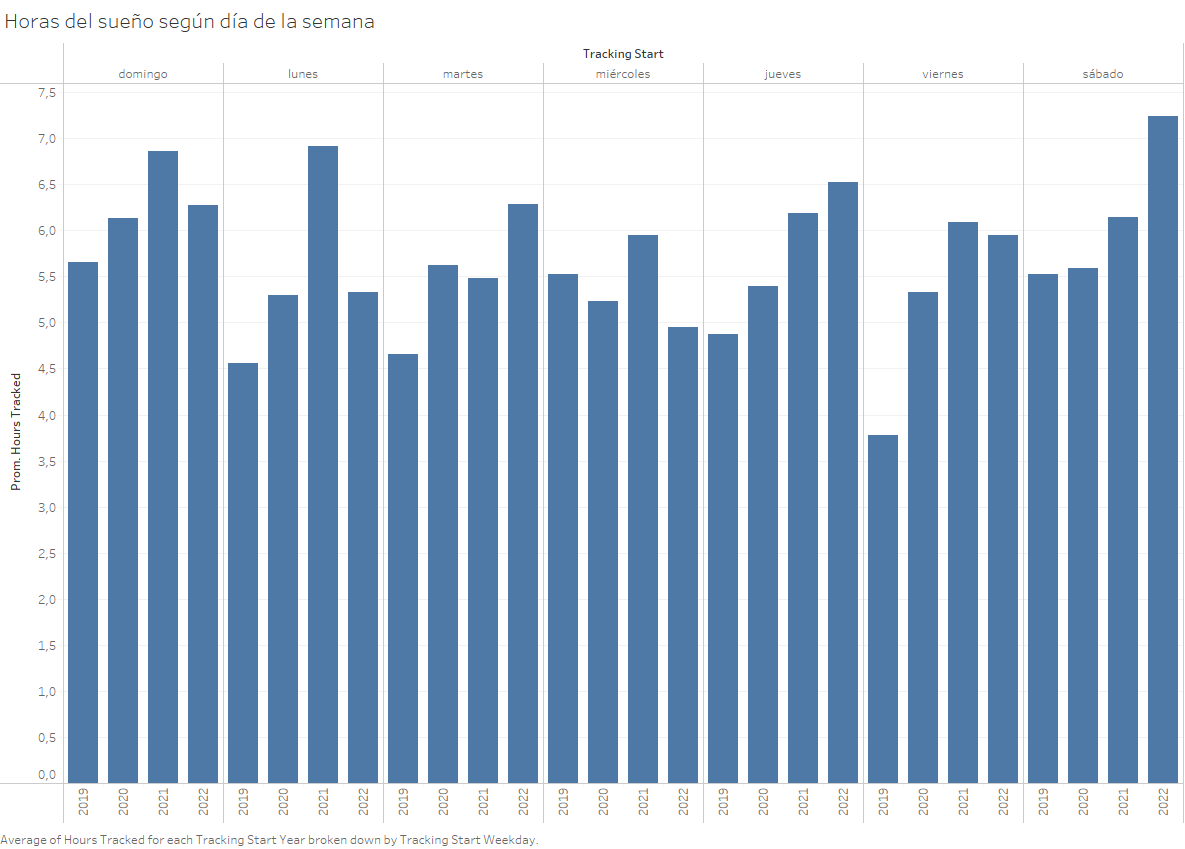 Horas del sueño según día de la semana
Tracking Start
domingo lunes martes miércoles jueves viernes sábado
7,5
7,0
6,5
6,0
5,5
5,0
4,5
4,0
3,5
3,0
2,5
2,0
1,5
1,0
0,5
0,0
Prom. Hours Tracked
2019 2020 2021 2022 2019 2020 2021 2022 2019 2020 2021 2022 2019 2020 2021 2022 2019 2020 2021 2022 2019 2020 2021 2022 2019 2020 2021 2022
Average of Hours Tracked for each Tracking Start Year broken down by Tracking Start Weekday.